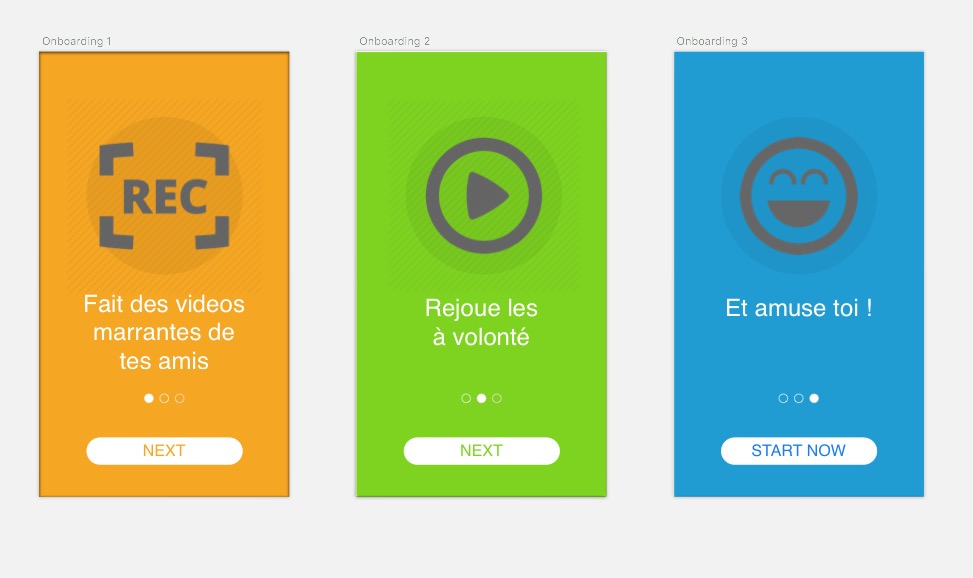 Onboarding 1
REC
Fait des videos
marrantes de
tes amis
NEXT
Onboarding 2
Rejoue les
à volonté
NEXT
Onboarding 3
Et amuse toi !
START NOW